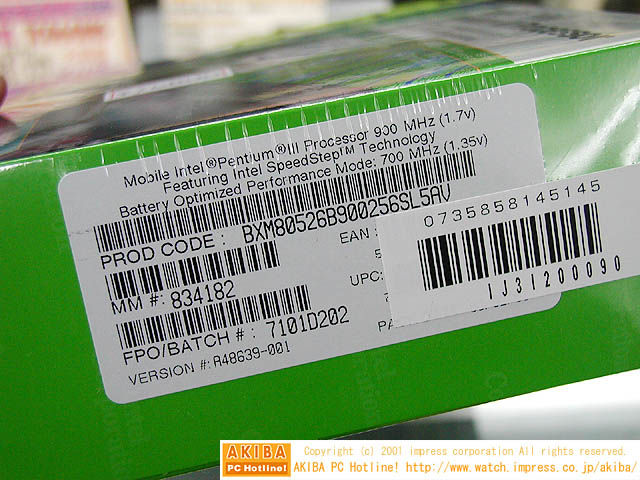 Mobile Intel®Pentium®III Processor 900 MHz (1.7v)
Featuring Intel SpeedStep™ Technology
Battery Optimized Performance Mode: 700 MHz (1.35v)
PROD CODE : BXM80526B900256SL5AV
MM #: 834182
FPO/BATCH # : 7101D202
VERSION #: A48639-001
EAN :
UPC:
0735858145145
1J31200090
AKIBA
PC Hotline!
Copyright (c) 2001 impress corporation All rights reserved.
AKIBA PC Hotline! http://www.watch.impress.co.jp/akiba/